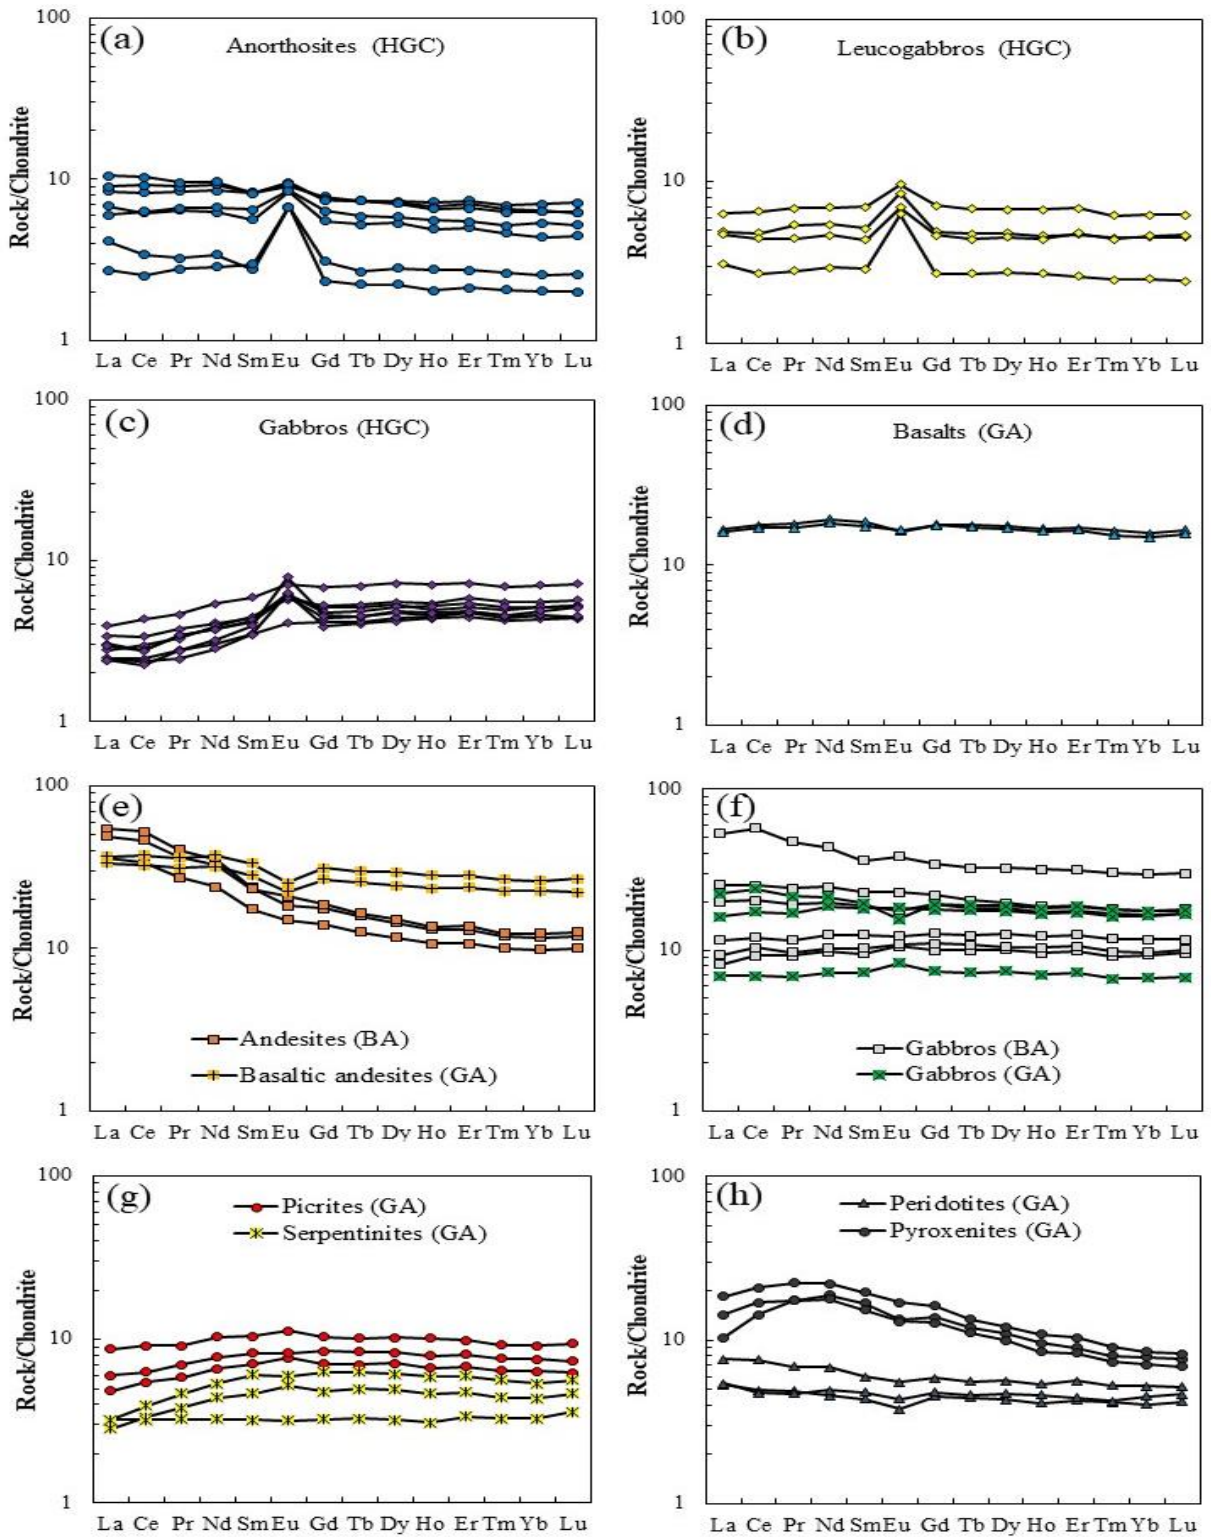 (a)
Anorthosites (HGC)
Rock/Chondrite
100
10
1
La Ce Pr Nd Sm Eu Gd Tb Dy Ho Er Tm Yb Lu
(b)
Leucogabbros (HGC)
Rock/Chondrite
100
10
1
La Ce Pr Nd Sm Eu Gd Tb Dy Ho Er Tm Yb Lu
(c)
Gabbros (HGC)
Rock/Chondrite
100
10
1
La Ce Pr Nd Sm Eu Gd Tb Dy Ho Er Tm Yb Lu
(d)
Basalts (GA)
Rock/Chondrite
100
10
1
La Ce Pr Nd Sm Eu Gd Tb Dy Ho Er Tm Yb Lu
(e)
Rock/Chondrite
100
10
1
Andesites (BA)
Basaltic andesites (GA)
La Ce Pr Nd Sm Eu Gd Tb Dy Ho Er Tm Yb Lu
(f)
Rock/Chondrite
100
10
1
Gabbros (BA)
Gabbros (GA)
La Ce Pr Nd Sm Eu Gd Tb Dy Ho Er Tm Yb Lu
(g)
Picrites (GA)
Serpentinites (GA)
Rock/Chondrite
100
10
1
La Ce Pr Nd Sm Eu Gd Tb Dy Ho Er Tm Yb Lu
(h)
Peridotites (GA)
Pyroxenites (GA)
Rock/Chondrite
100
10
1
La Ce Pr Nd Sm Eu Gd Tb Dy Ho Er Tm Yb Lu